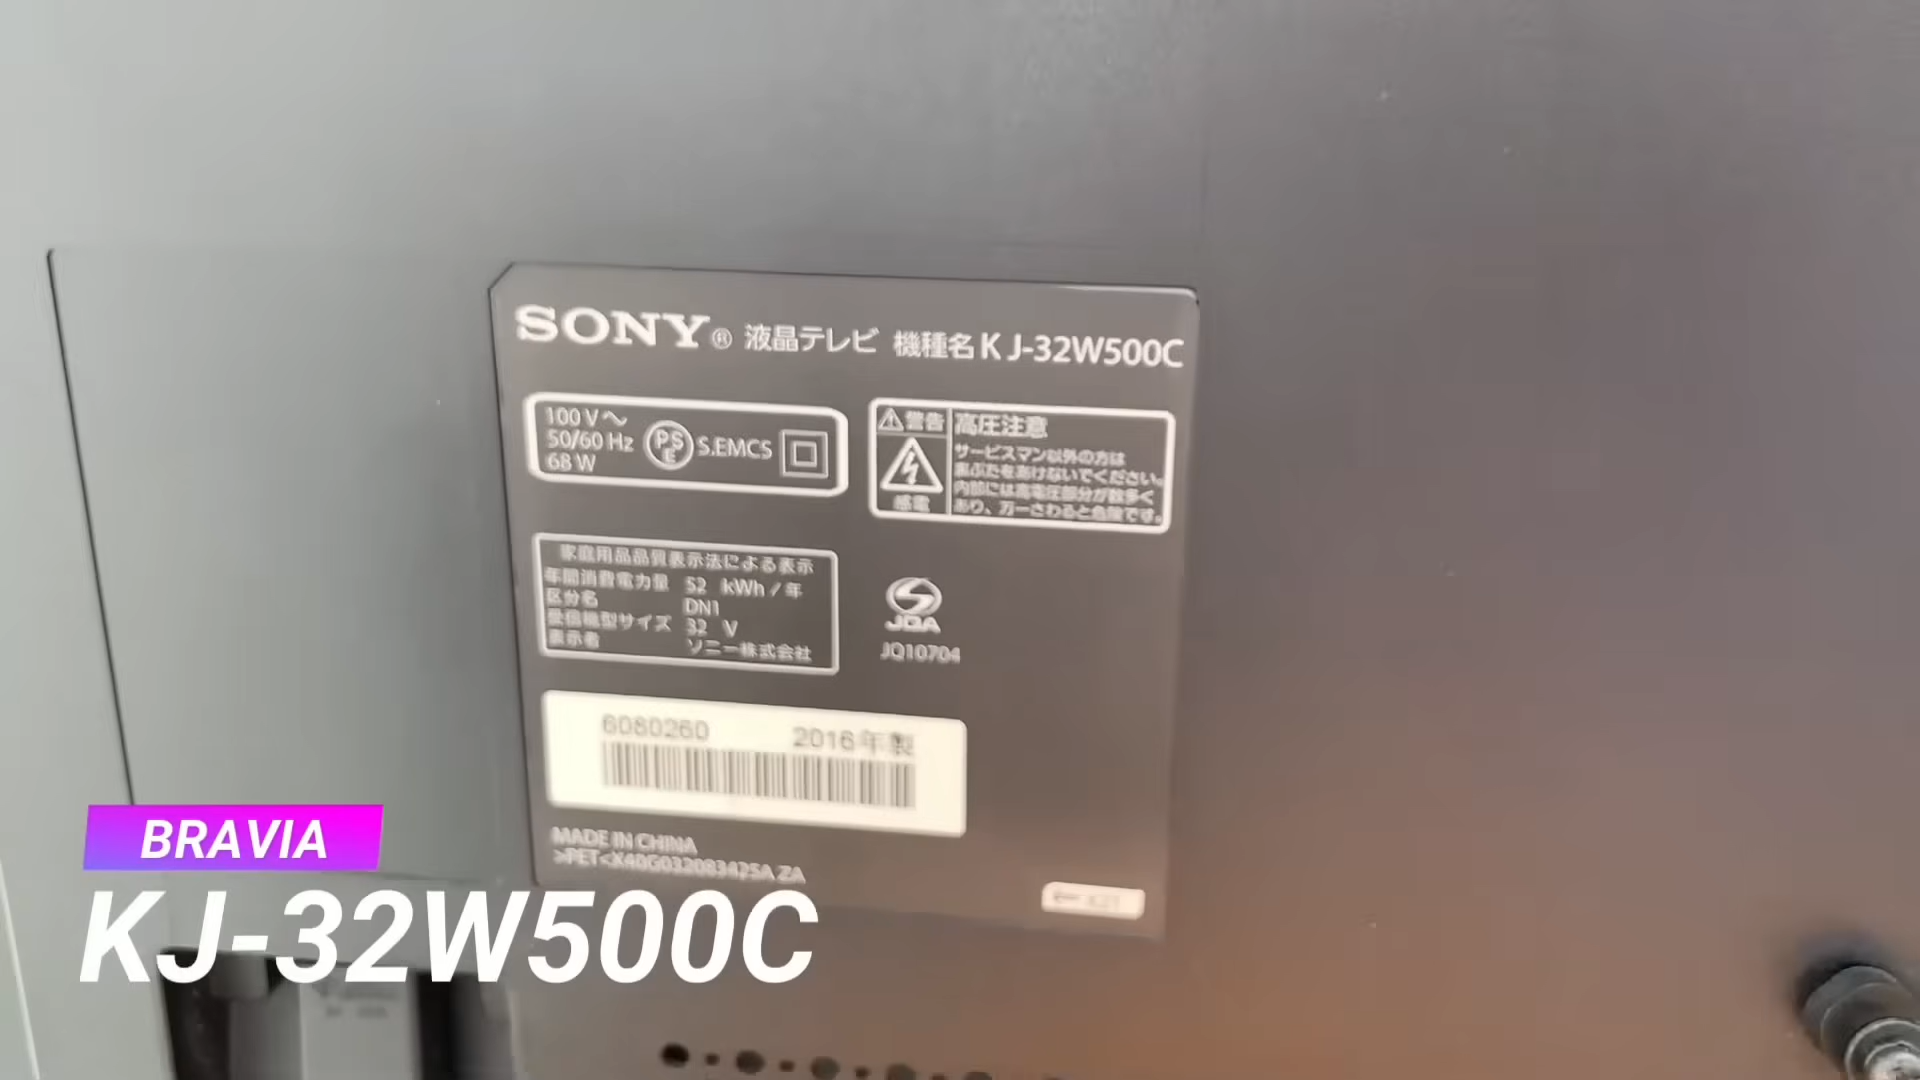 SONY® 液晶テレビ 機種名 KJ-32W500C
100V～
50/60 Hz
68 W
PSE S.EMCS
警告 高圧注意
サービスマン以外の方は
裏ぶたをあけないでください。
内部には高電圧部分が数多く
あり、万一さわると危険です。
感電
家庭用品品質表示法による表示
年間消費電力量 52 kWh/年
区分名 DN1
受信機型サイズ 32 V
表示者 ソニー株式会社
JQA
JQ10704
6080260 2016年製
MADE IN CHINA
>PET< X40G032083425A ZA
BRAVIA
KJ-32W500C